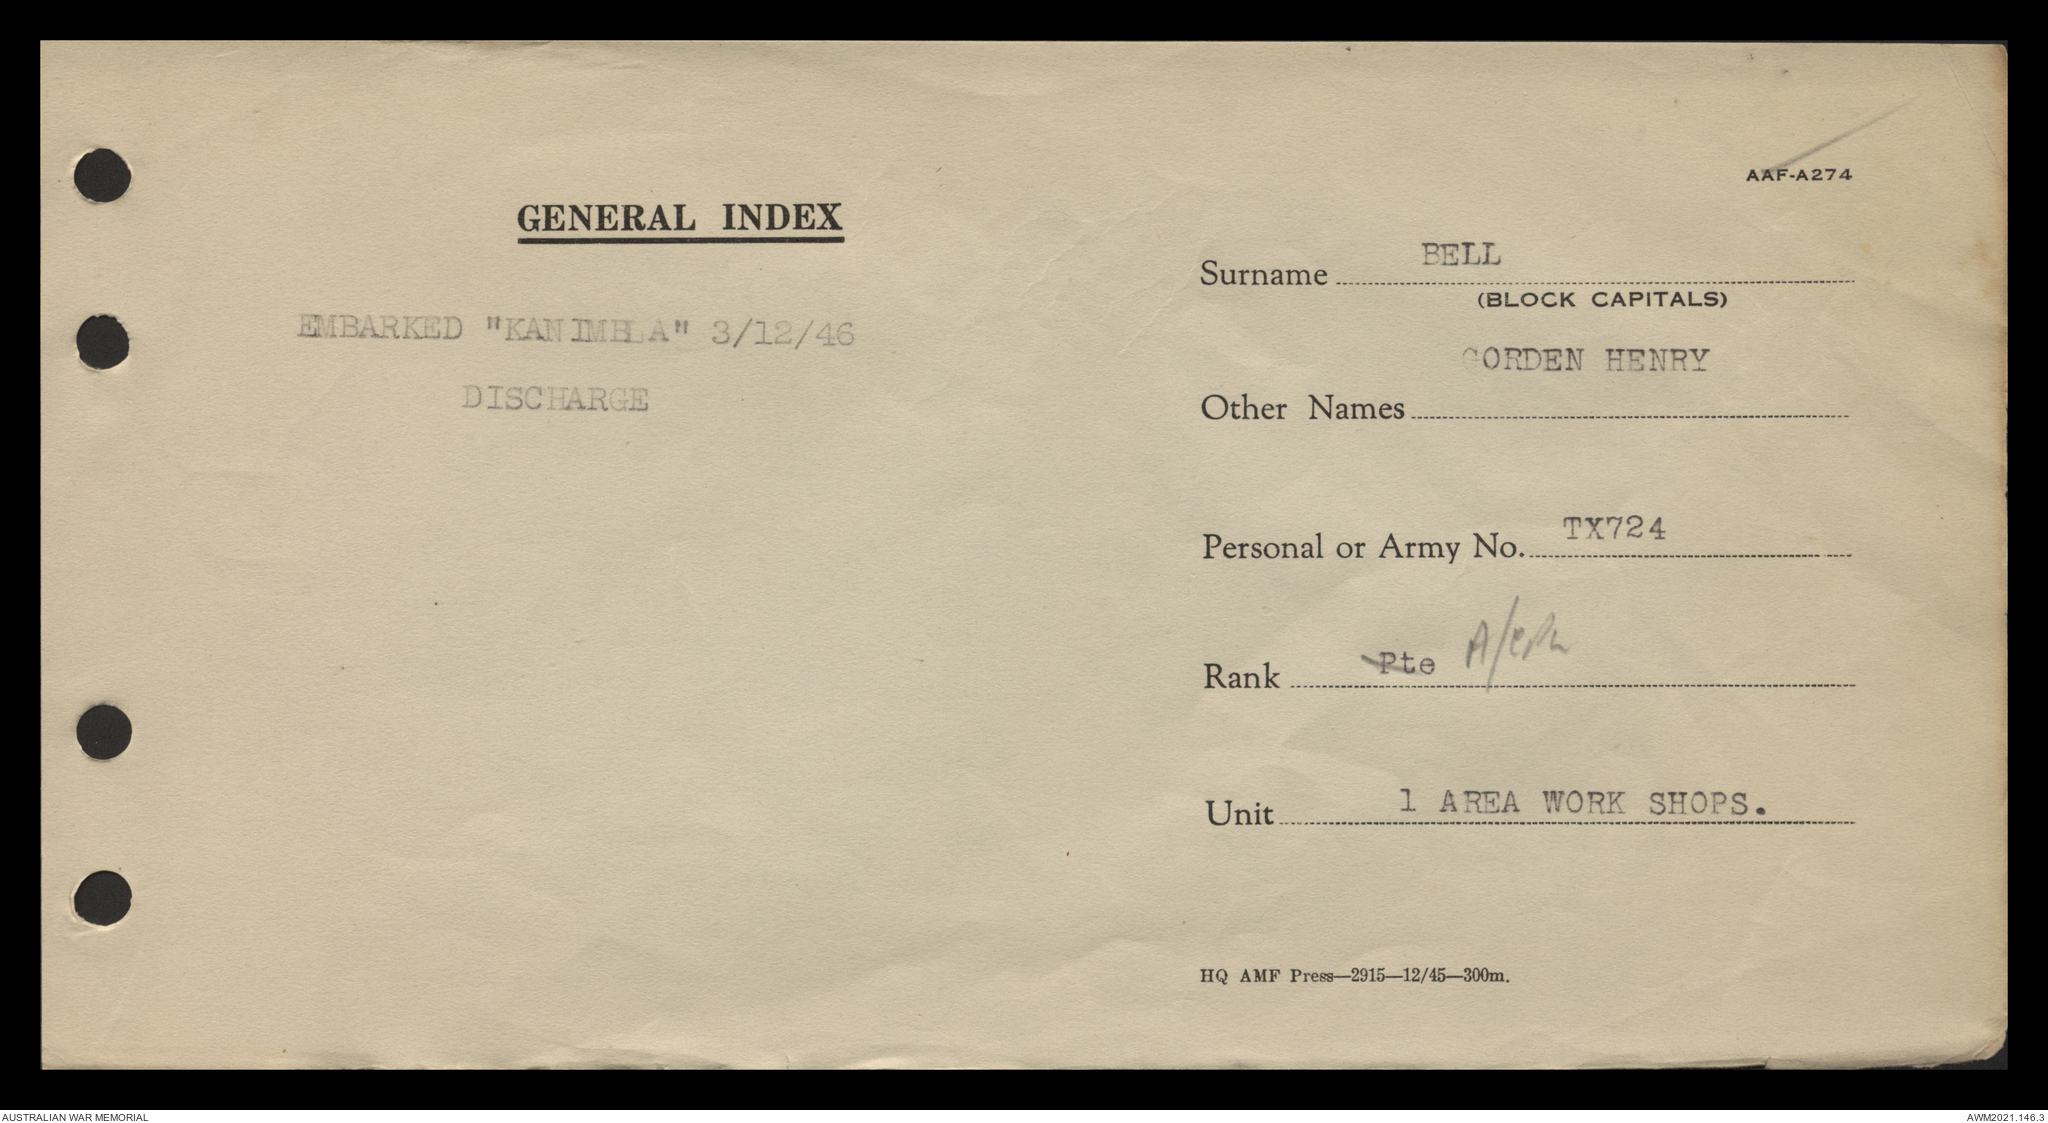 AAF-A274
GENERAL INDEX
EMBARKED "KANIMBLA" 3/12/46
DISCHARGE
Surname BELL
(BLOCK CAPITALS)
GORDEN HENRY
Other Names
Personal or Army No. TX724
Rank Pte A/Cpl
Unit 1 AREA WORK SHOPS.
HQ AMF Press—2915—12/45—300m.
AUSTRALIAN WAR MEMORIAL
AWM2021.146.3